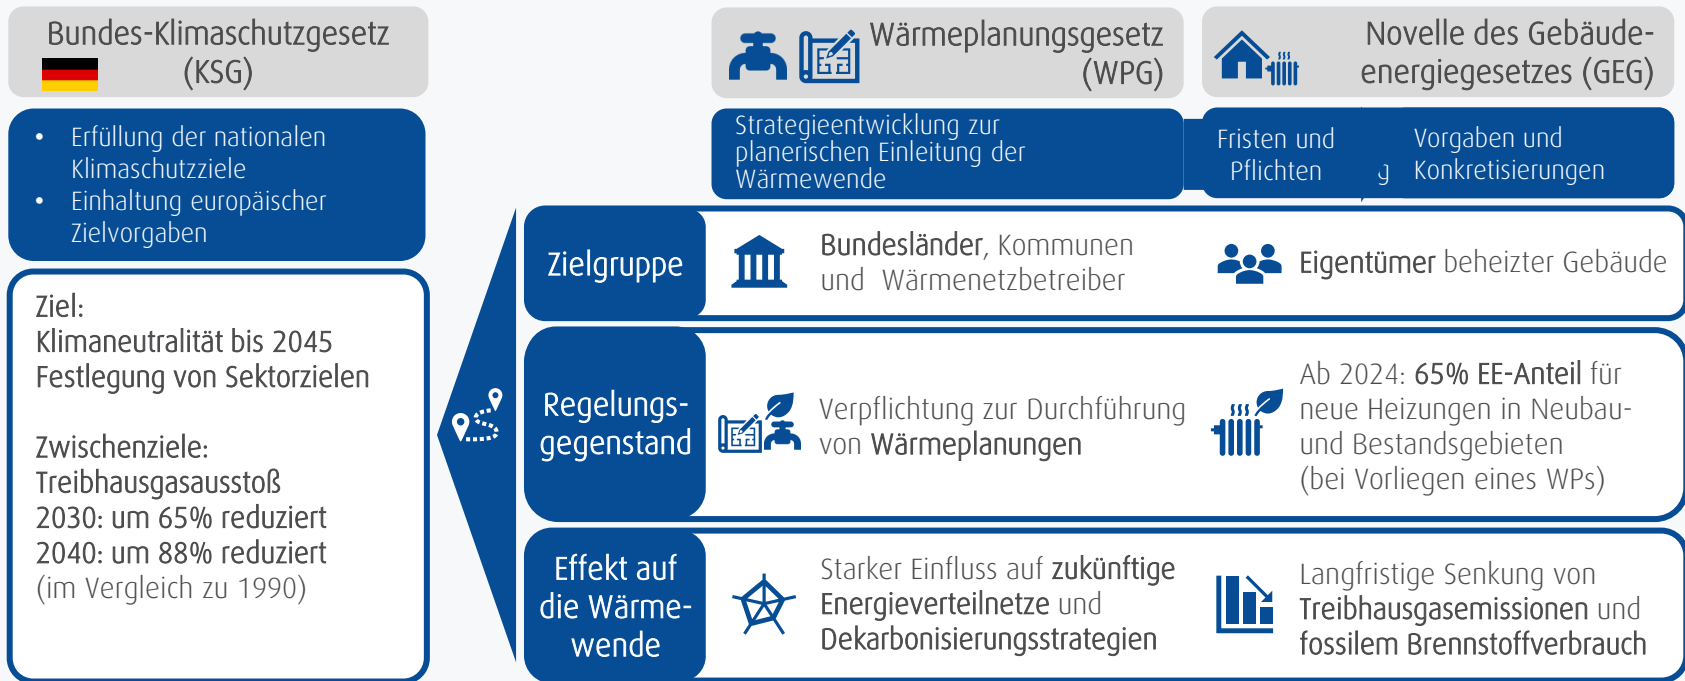 Bundes-Klimaschutzgesetz
(KSG)
• Erfüllung der nationalen
Klimaschutzziele
• Einhaltung europäischer
Zielvorgaben
Ziel:
Klimaneutralität bis 2045
Festlegung von Sektorzielen
Zwischenziele:
Treibhausgasausstoß
2030: um 65% reduziert
2040: um 88% reduziert
(im Vergleich zu 1990)
Wärmeplanungsgesetz
(WPG)
Novelle des Gebäude-
energiegesetzes (GEG)
Strategieentwicklung zur
planerischen Einleitung der
Wärmewende
Fristen und
Pflichten
g
Vorgaben und
Konkretisierungen
Zielgruppe
Bundesländer, Kommunen
und Wärmenetzbetreiber
Eigentümer beheizter Gebäude
Regelungs-
gegenstand
Verpflichtung zur Durchführung
von Wärmeplanungen
Ab 2024: 65% EE-Anteil für
neue Heizungen in Neubau-
und Bestandsgebieten
(bei Vorliegen eines WPs)
Effekt auf
die Wärme-
wende
Starker Einfluss auf zukünftige
Energieverteilnetze und
Dekarbonisierungsstrategien
Langfristige Senkung von
Treibhausgasemissionen und
fossilem Brennstoffverbrauch